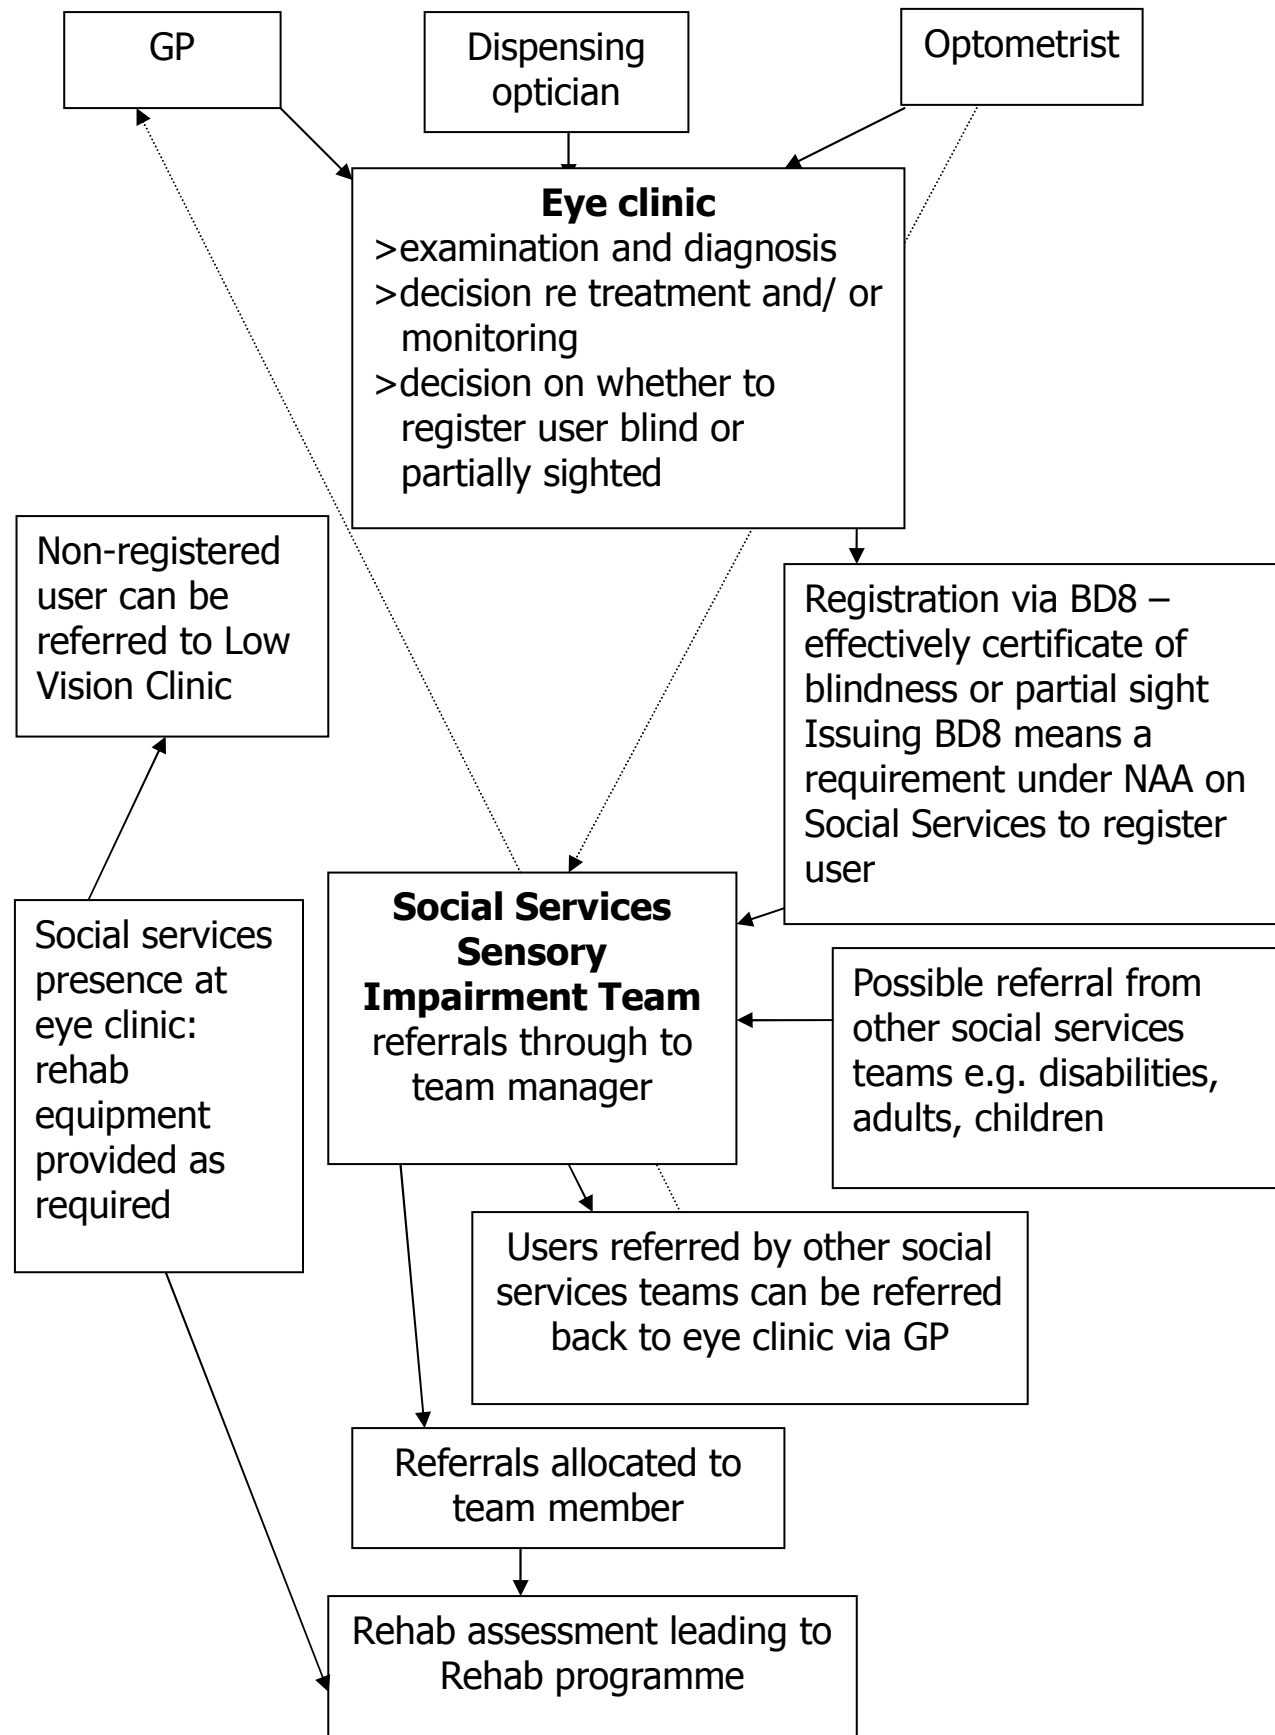 GP
Dispensing
optician
Optometrist
Eye clinic
>examination and diagnosis
>decision re treatment and/ or
monitoring
>decision on whether to
register user blind or
partially sighted
Non-registered
user can be
referred to Low
Vision Clinic
Registration via BD8 –
effectively certificate of
blindness or partial sight
Issuing BD8 means a
requirement under NAA on
Social Services to register
user
Social services
presence at
eye clinic:
rehab
equipment
provided as
required
Social Services
Sensory
Impairment Team
referrals through to
team manager
Possible referral from
other social services
teams e.g. disabilities,
adults, children
Users referred by other social
services teams can be referred
back to eye clinic via GP
Referrals allocated to
team member
Rehab assessment leading to
Rehab programme